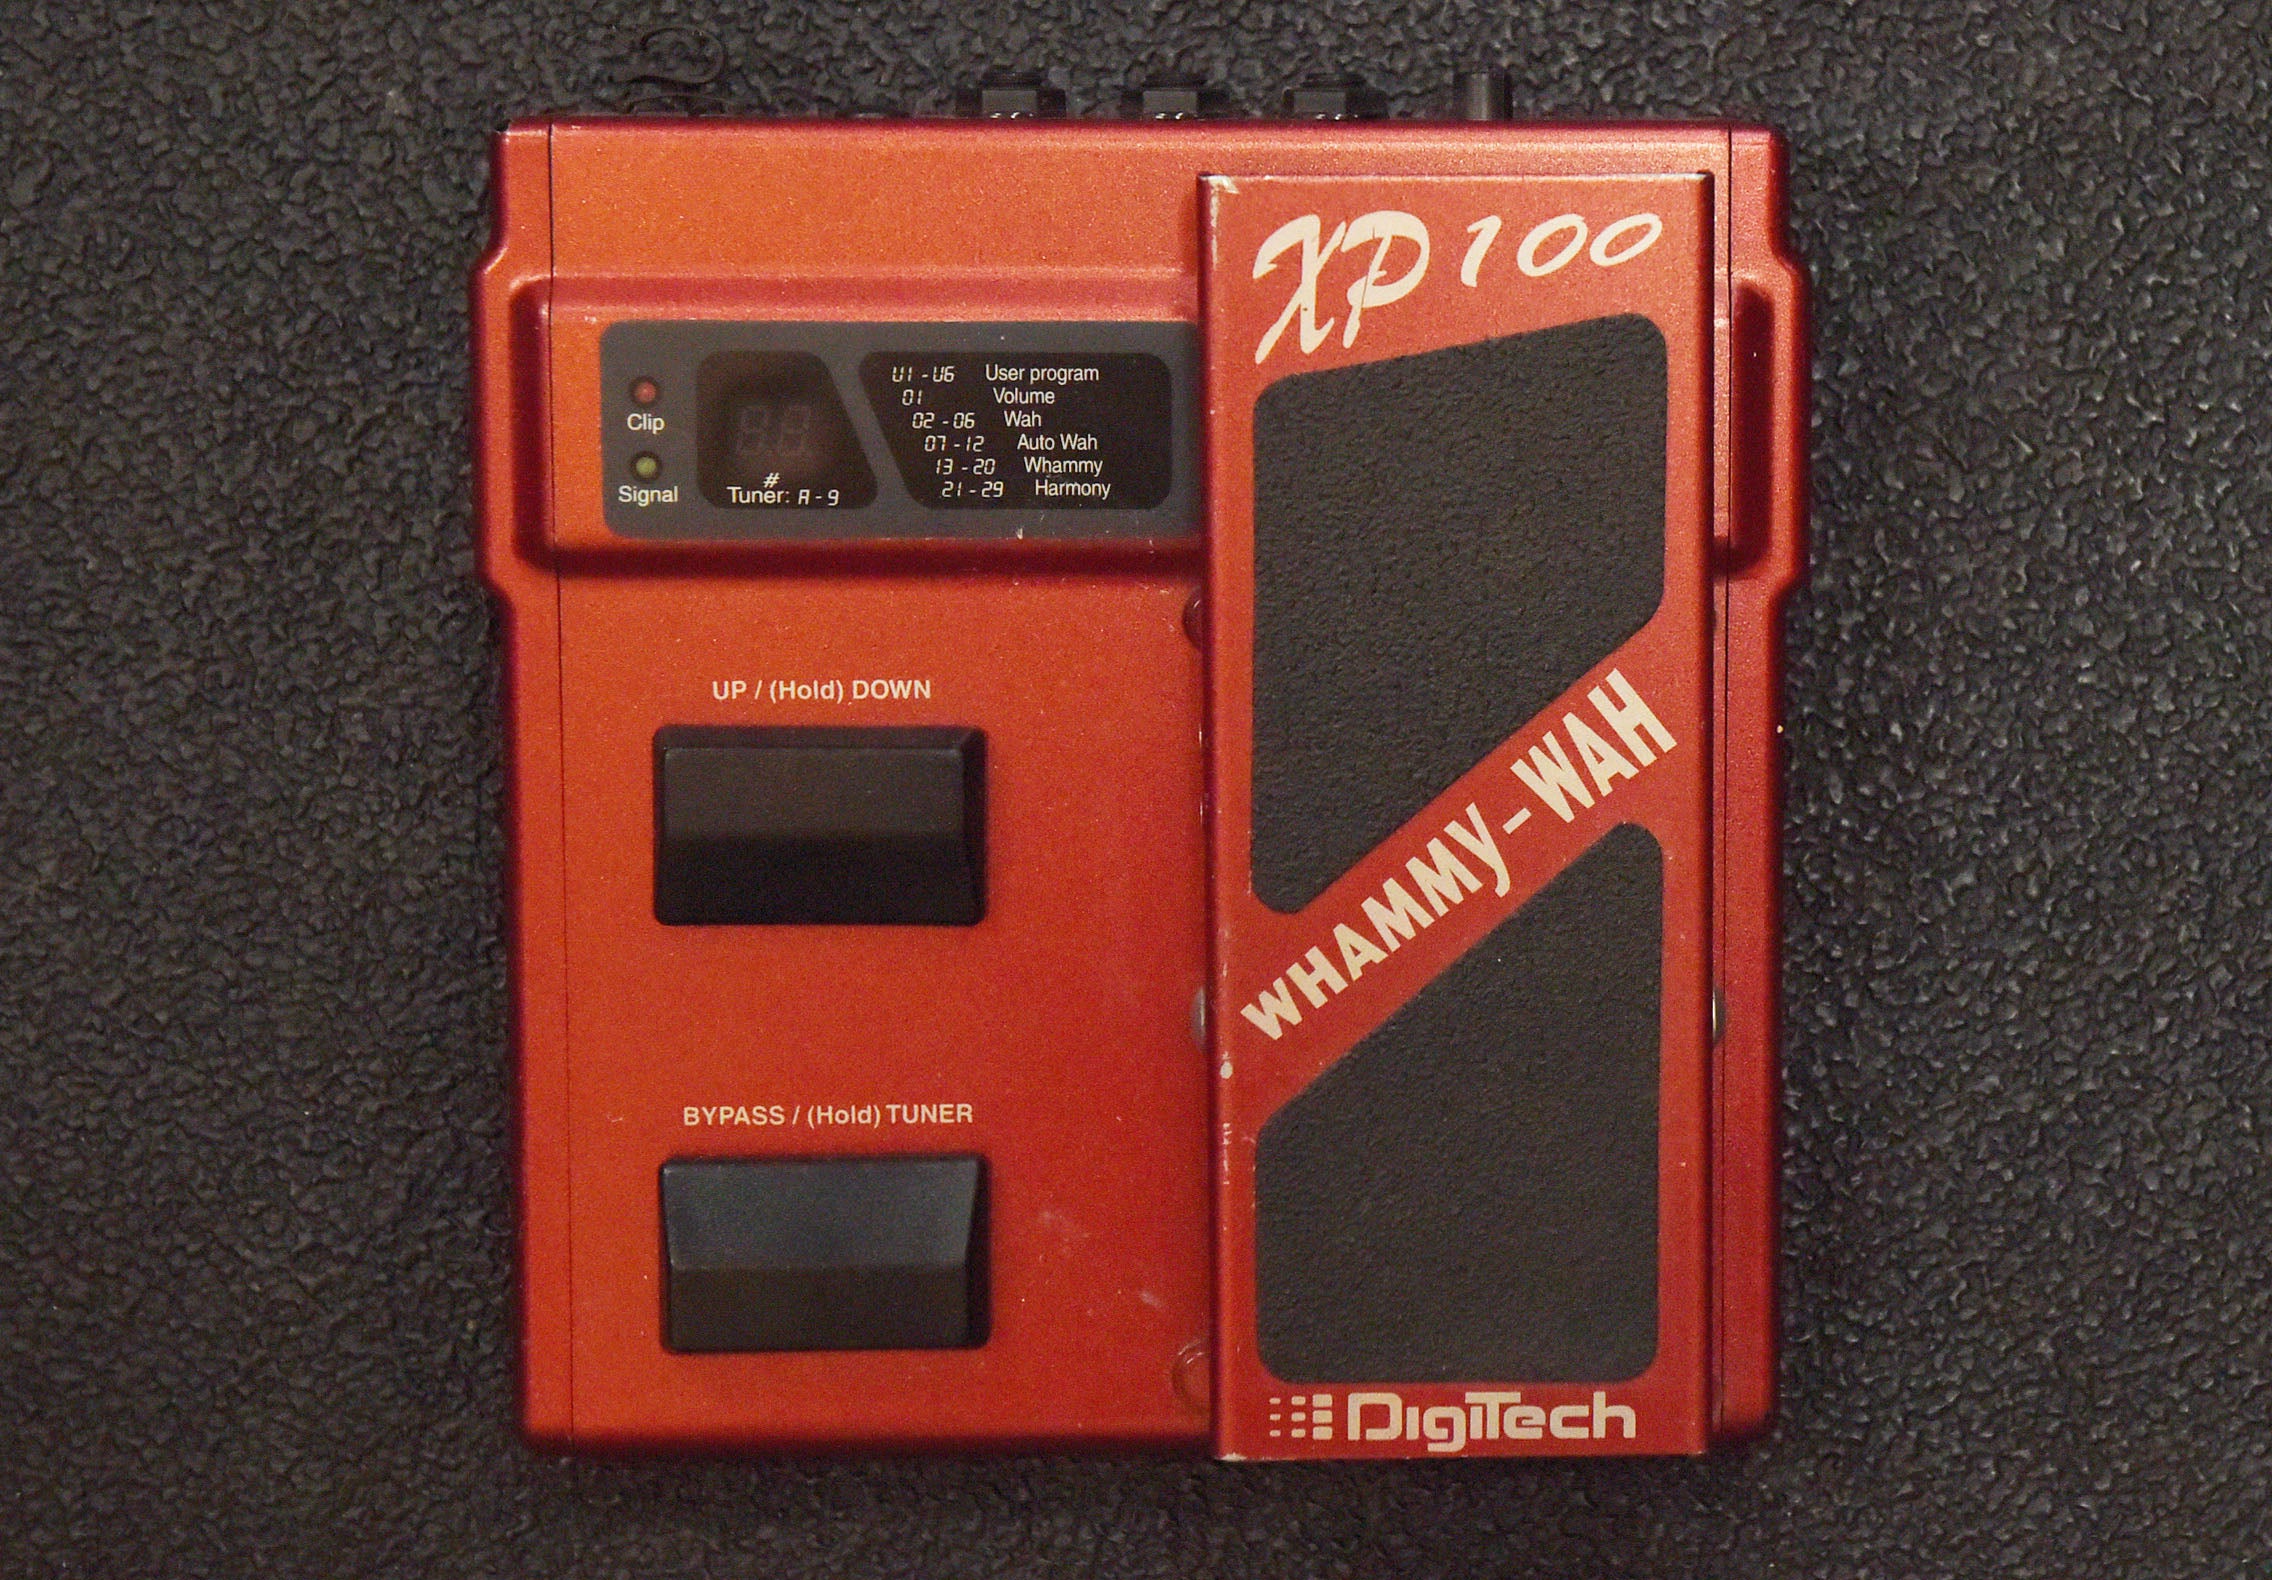 XP 100
Clip
Signal
#
Tuner: A - 9
U1 - U6 User program
01 Volume
02 - 06 Wah
07 - 12 Auto Wah
13 - 20 Whammy
21 - 29 Harmony
UP / (Hold) DOWN
WHAMMY-WAH
BYPASS / (Hold) TUNER
DigiTech